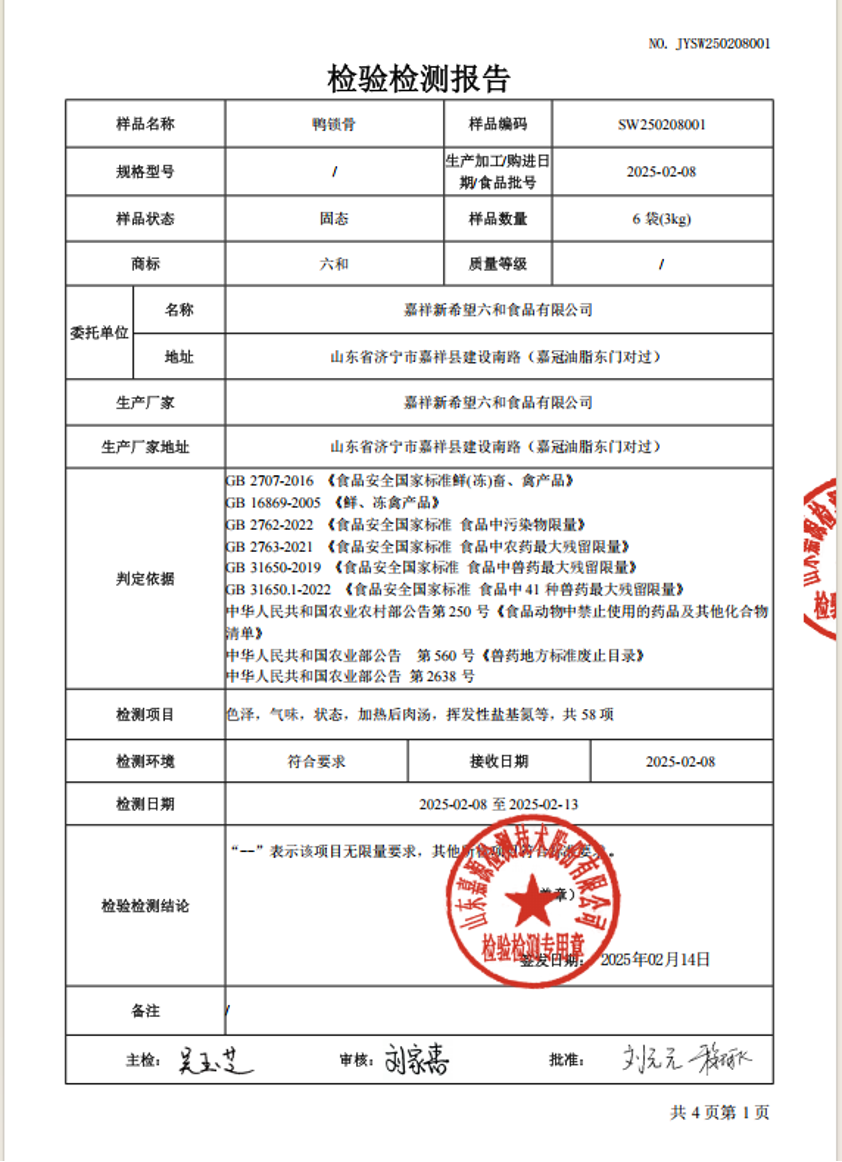 NO. JYSW250208001
检验检测报告
样品名称 鸭锁骨 样品编码 SW250208001
规格型号 / 生产加工/购进日期/食品批号 2025-02-08
样品状态 固态 样品数量 6 袋(3kg)
商标 六和 质量等级 /
委托单位 名称 嘉祥新希望六和食品有限公司
地址 山东省济宁市嘉祥县建设南路（嘉冠油脂东门对过）
生产厂家 嘉祥新希望六和食品有限公司
生产厂家地址 山东省济宁市嘉祥县建设南路（嘉冠油脂东门对过）
判定依据
GB 2707-2016 《食品安全国家标准鲜(冻)畜、禽产品》
GB 16869-2005 《鲜、冻禽产品》
GB 2762-2022 《食品安全国家标准 食品中污染物限量》
GB 2763-2021 《食品安全国家标准 食品中农药最大残留限量》
GB 31650-2019 《食品安全国家标准 食品中兽药最大残留限量》
GB 31650.1-2022 《食品安全国家标准 食品中 41 种兽药最大残留限量》
中华人民共和国农业农村部公告第 250 号《食品动物中禁止使用的药品及其他化合物
清单》
中华人民共和国农业部公告 第 560 号《兽药地方标准废止目录》
中华人民共和国农业部公告 第 2638 号
检测项目 色泽，气味，状态，加热后肉汤，挥发性盐基氮等，共 58 项
检测环境 符合要求 接收日期 2025-02-08
检测日期 2025-02-08 至 2025-02-13
检验检测结论
“--”表示该项目无限量要求，其他所检项目符合标准要求。
（盖章）
山东嘉源检测技术股份有限公司
检验检测专用章
签发日期： 2025年02月14日
备注 /
主检： 吴玉芝 审核： 刘家喜 批准： 刘元元
共 4 页第 1 页